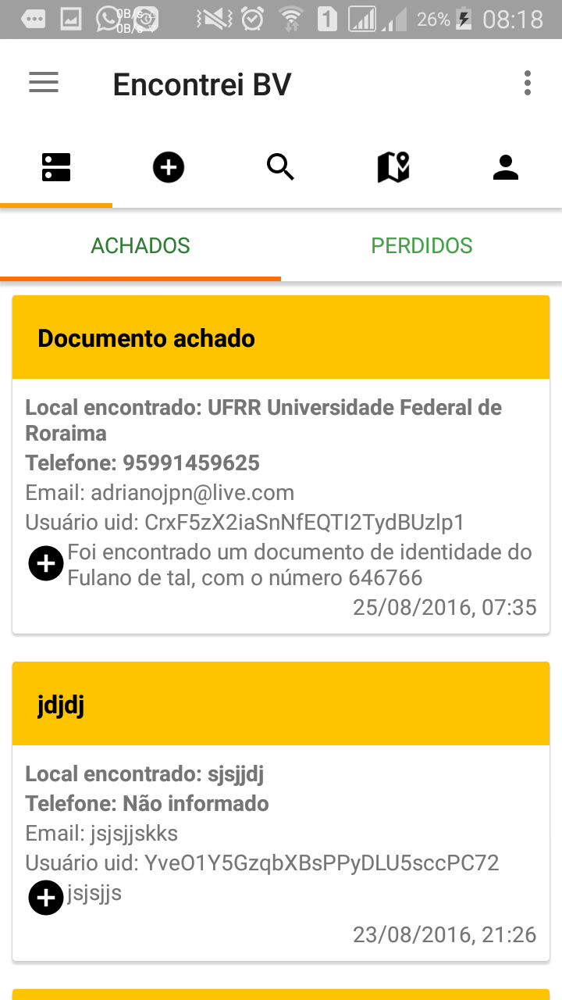 0B/s
0B/s
1
26%
08:18
Encontrei BV
ACHADOS
PERDIDOS
Documento achado
Local encontrado: UFRR Universidade Federal de
Roraima
Telefone: 95991459625
Email: adrianojpn@live.com
Usuário uid: CrxF5zX2iaSnNfEQTI2TydBUzlp1
Foi encontrado um documento de identidade do
Fulano de tal, com o número 646766
25/08/2016, 07:35
jdjdj
Local encontrado: sjsjjdj
Telefone: Não informado
Email: jsjsjjskks
Usuário uid: YveO1Y5GzqbXBsPPyDLU5sccPC72
jsjsjjs
23/08/2016, 21:26